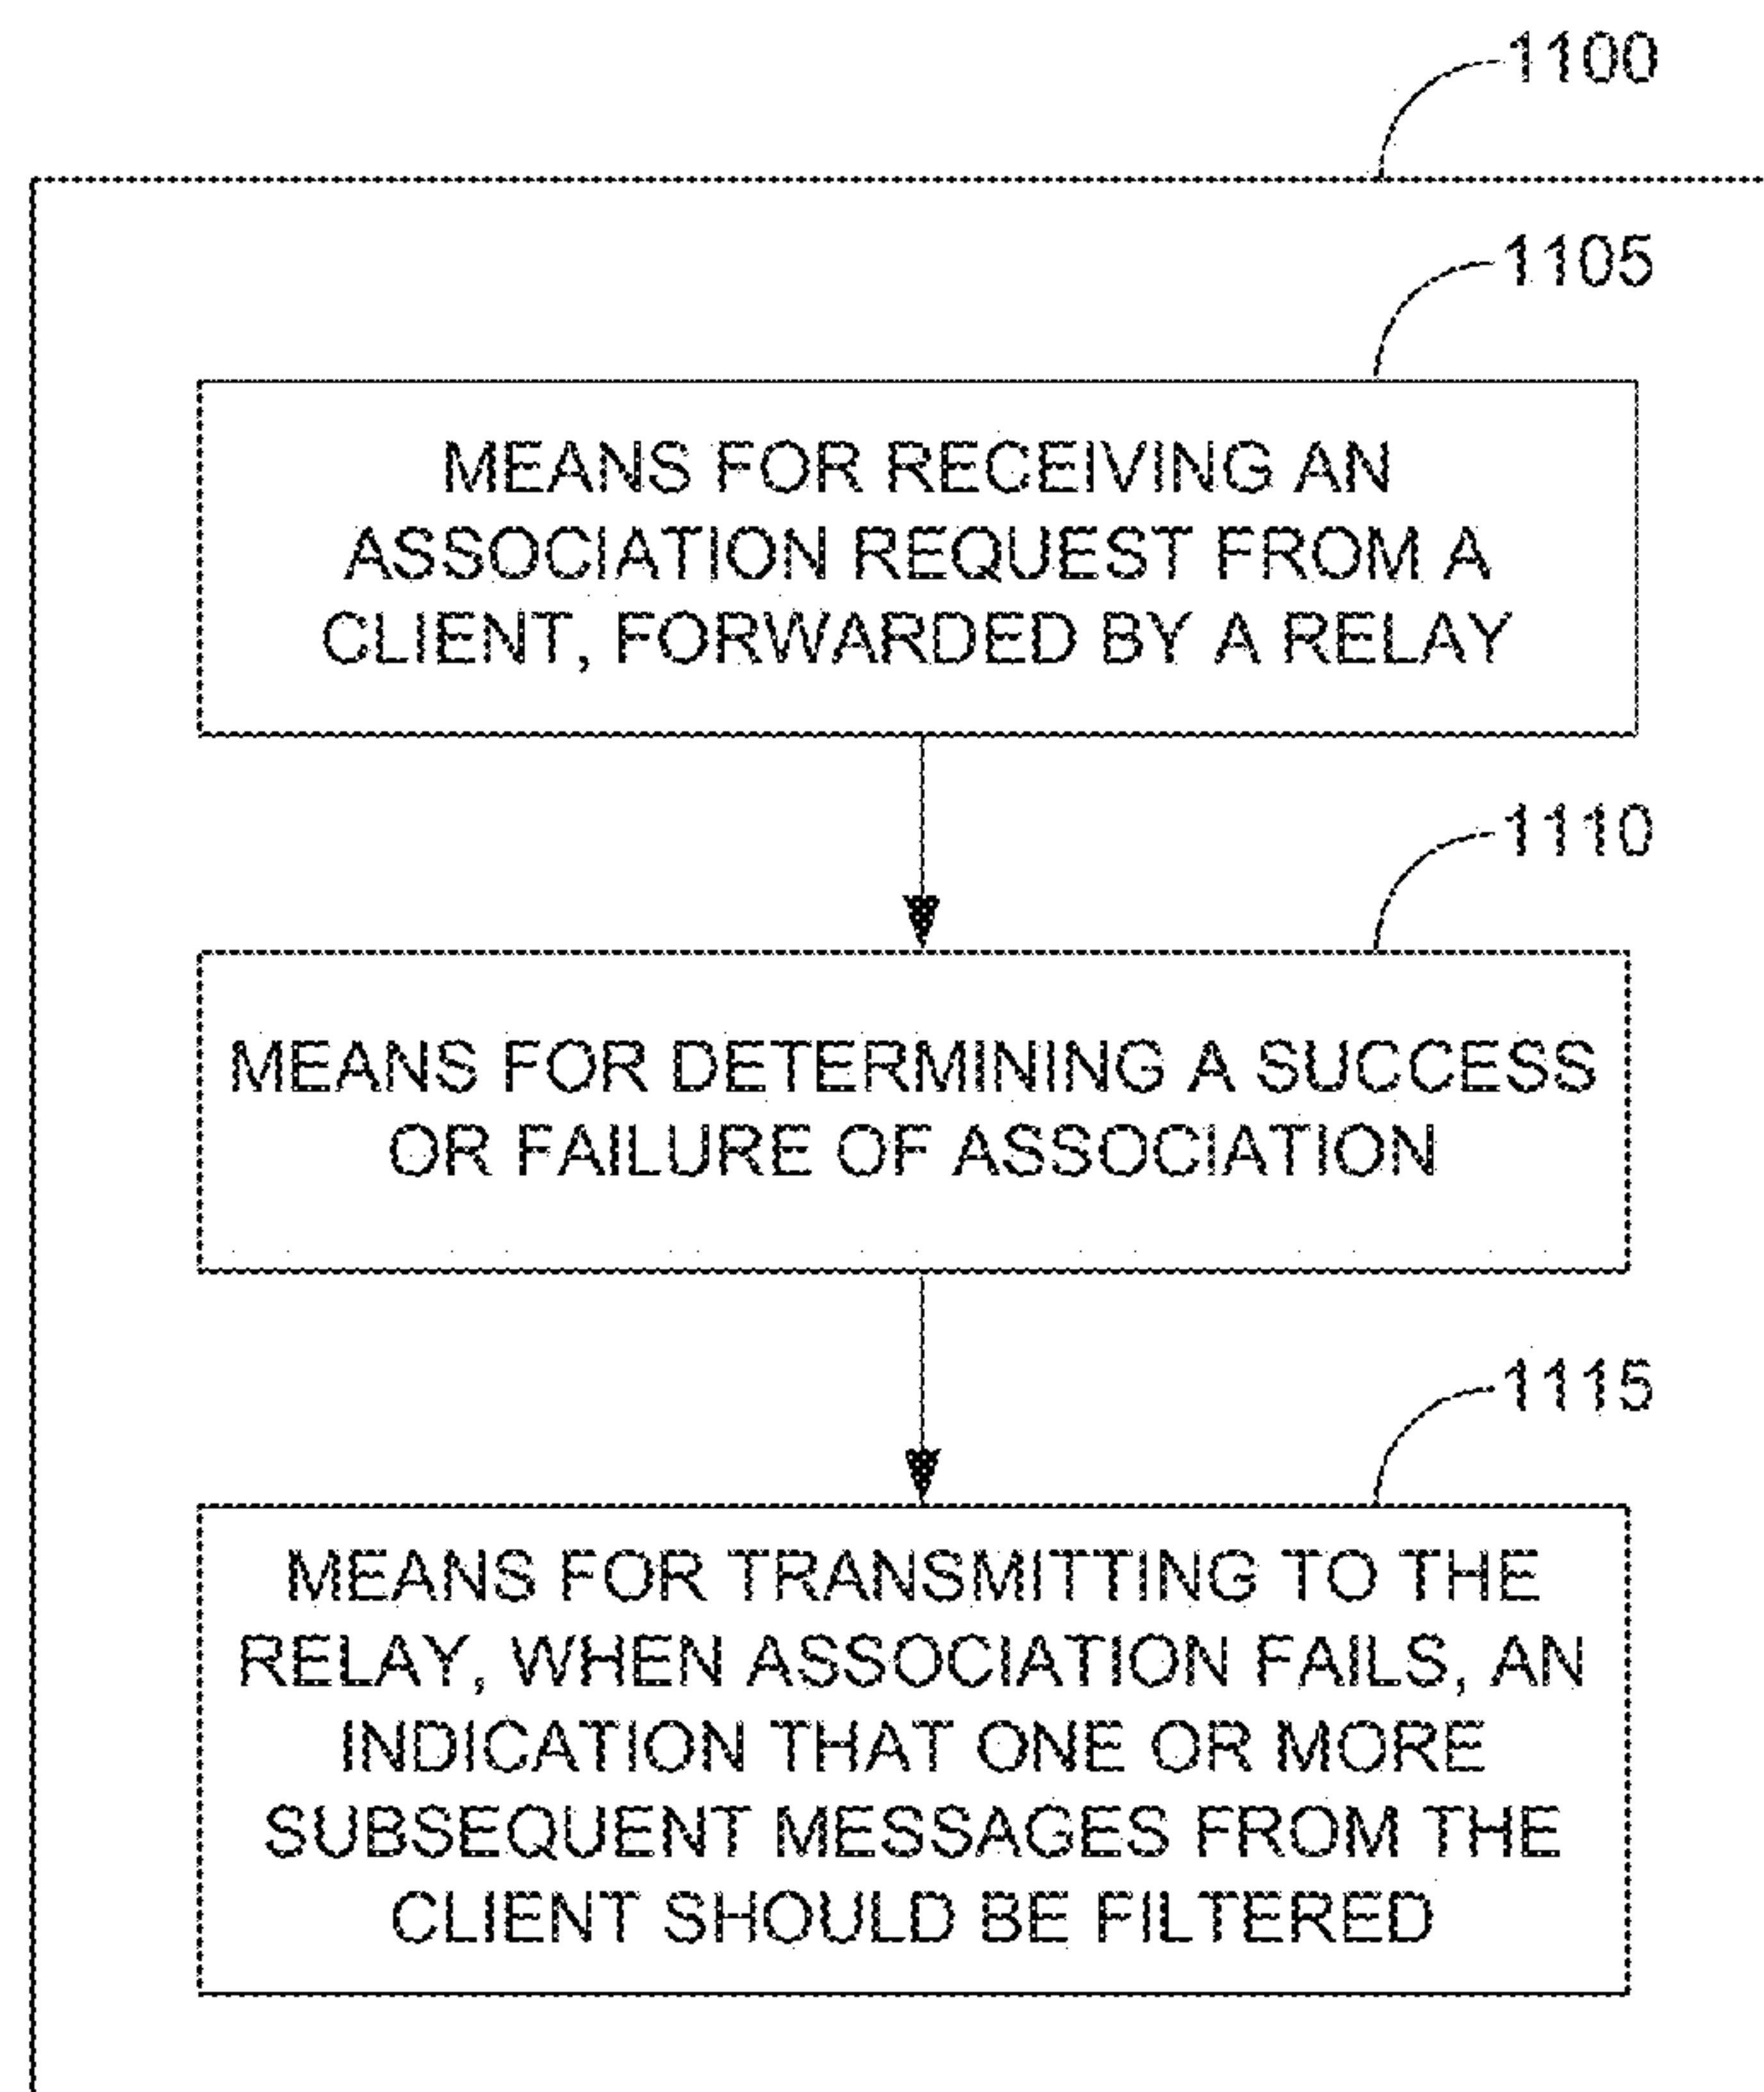 1100
1105
MEANS FOR RECEIVING AN
ASSOCIATION REQUEST FROM A
CLIENT, FORWARDED BY A RELAY
1110
MEANS FOR DETERMINING A SUCCESS
OR FAILURE OF ASSOCIATION
1115
MEANS FOR TRANSMITTING TO THE
RELAY, WHEN ASSOCIATION FAILS, AN
INDICATION THAT ONE OR MORE
SUBSEQUENT MESSAGES FROM THE
CLIENT SHOULD BE FILTERED